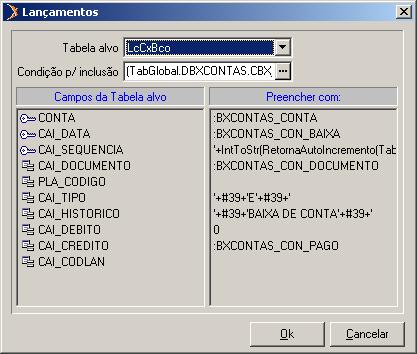 Lançamentos
Tabela alvo LcCxBco
Condição p/ inclusão (TabGlobal.DBXCONTAS.CBX
Campos da Tabela alvo Preencher com:
CONTA :BXCONTAS_CONTA
CAI_DATA :BXCONTAS_CON_BAIXA
CAI_SEQUENCIA '+IntToStr(RetornaAutoIncremento(Tab
CAI_DOCUMENTO :BXCONTAS_CON_DOCUMENTO
PLA_CODIGO
CAI_TIPO '+#39+'E'+#39+'
CAI_HISTORICO '+#39+'BAIXA DE CONTA'+#39+'
CAI_DEBITO 0
CAI_CREDITO :BXCONTAS_CON_PAGO
CAI_CODLAN
Ok Cancelar